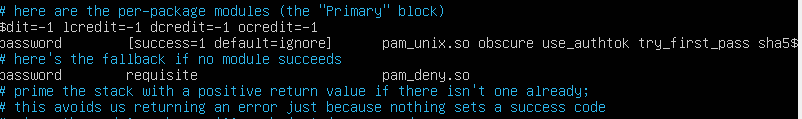 # here are the per-package modules (the "Primary" block)
$dit=-1 lcredit=-1 dcredit=-1 ocredit=-1
password [success=1 default=ignore] pam_unix.so obscure use_authtok try_first_pass sha5$
# here's the fallback if no module succeeds
password requisite pam_deny.so
# prime the stack with a positive return value if there isn't one already;
# this avoids us returning an error just because nothing sets a success code